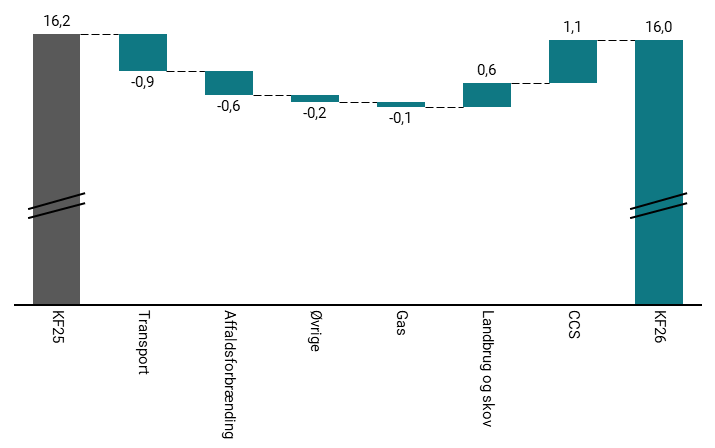 16,2
-0,9
-0,6
-0,2
-0,1
0,6
1,1
16,0
KF25
Transport
Affaldsforbrænding
Øvrige
Gas
Landbrug og skov
CCS
KF26